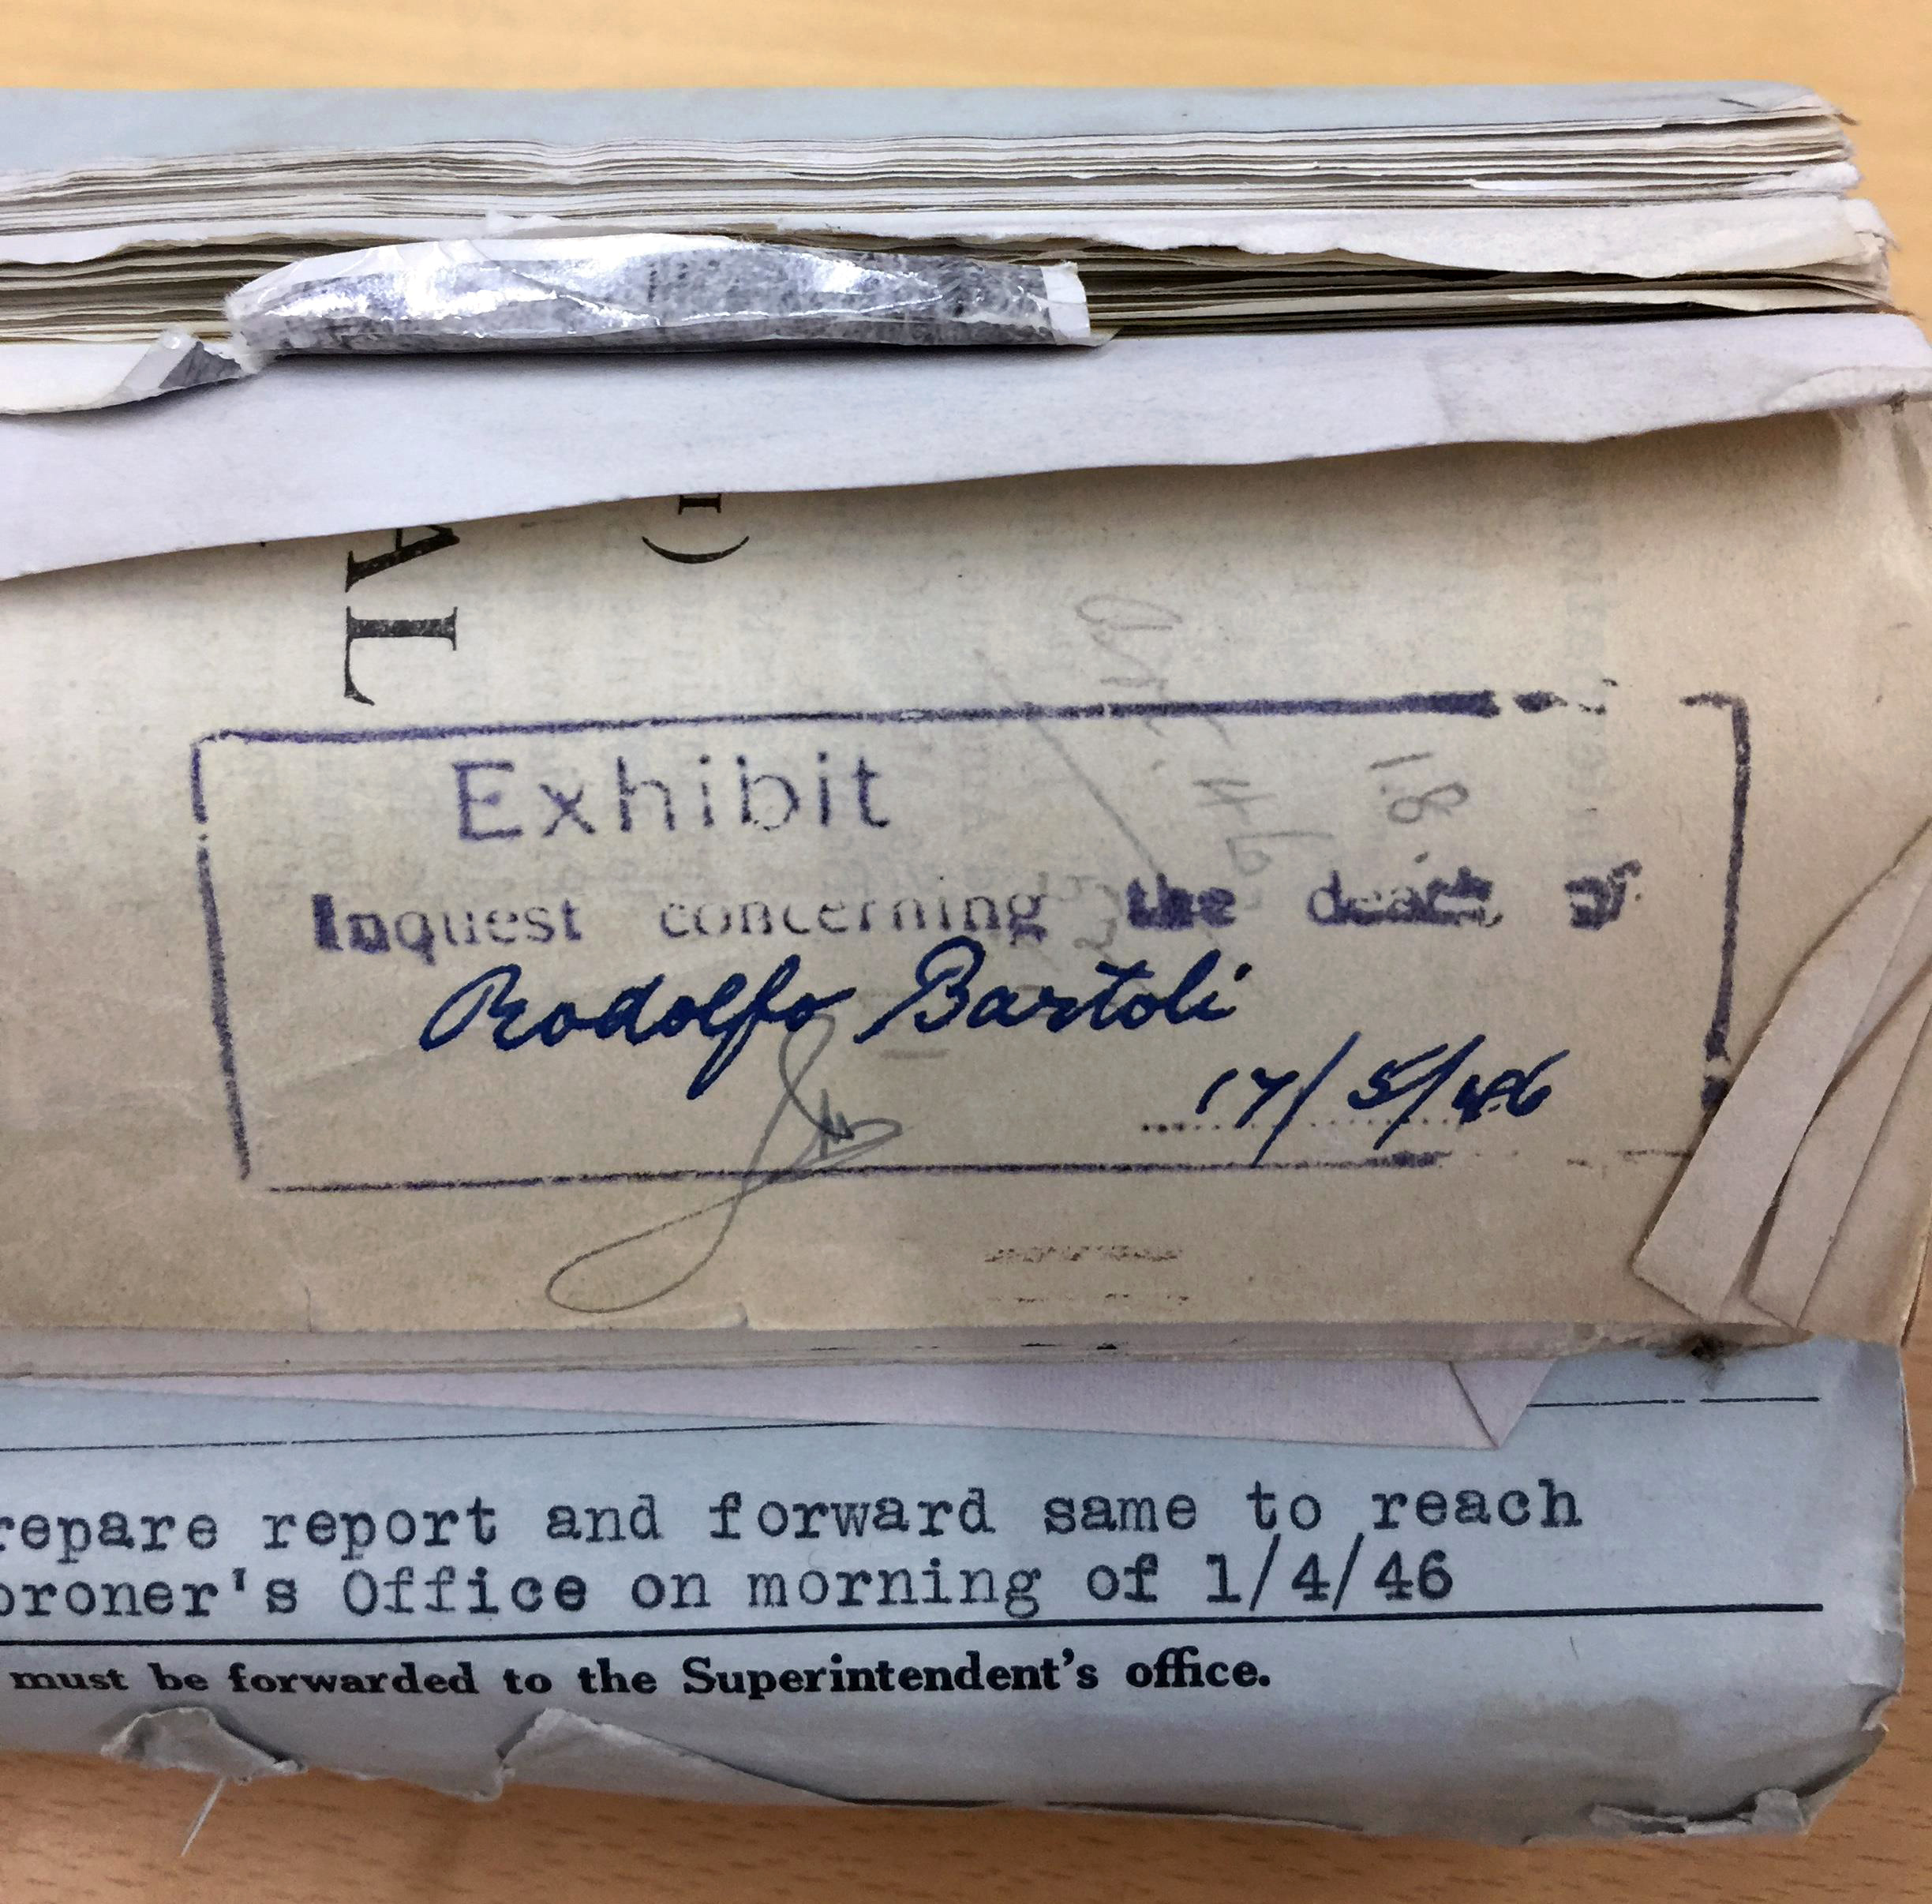 AL
Exhibit
Inquest concerning the death of
Rodolfo Bartoli
17/5/46
repare report and forward same to reach
oroner's Office on morning of 1/4/46
must be forwarded to the Superintendent's office.